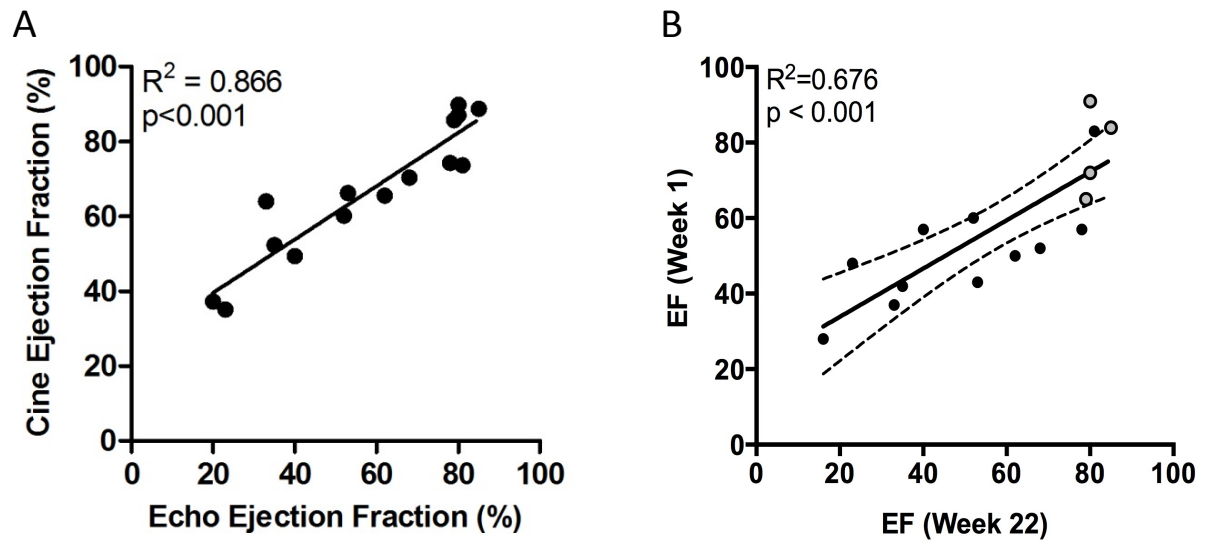 A
R² = 0.866
p<0.001
100
80
60
40
20
0
0 20 40 60 80 100
Cine Ejection Fraction (%)
Echo Ejection Fraction (%)
B
R²=0.676
p < 0.001
100
80
60
40
20
0
0 20 40 60 80 100
EF (Week 1)
EF (Week 22)